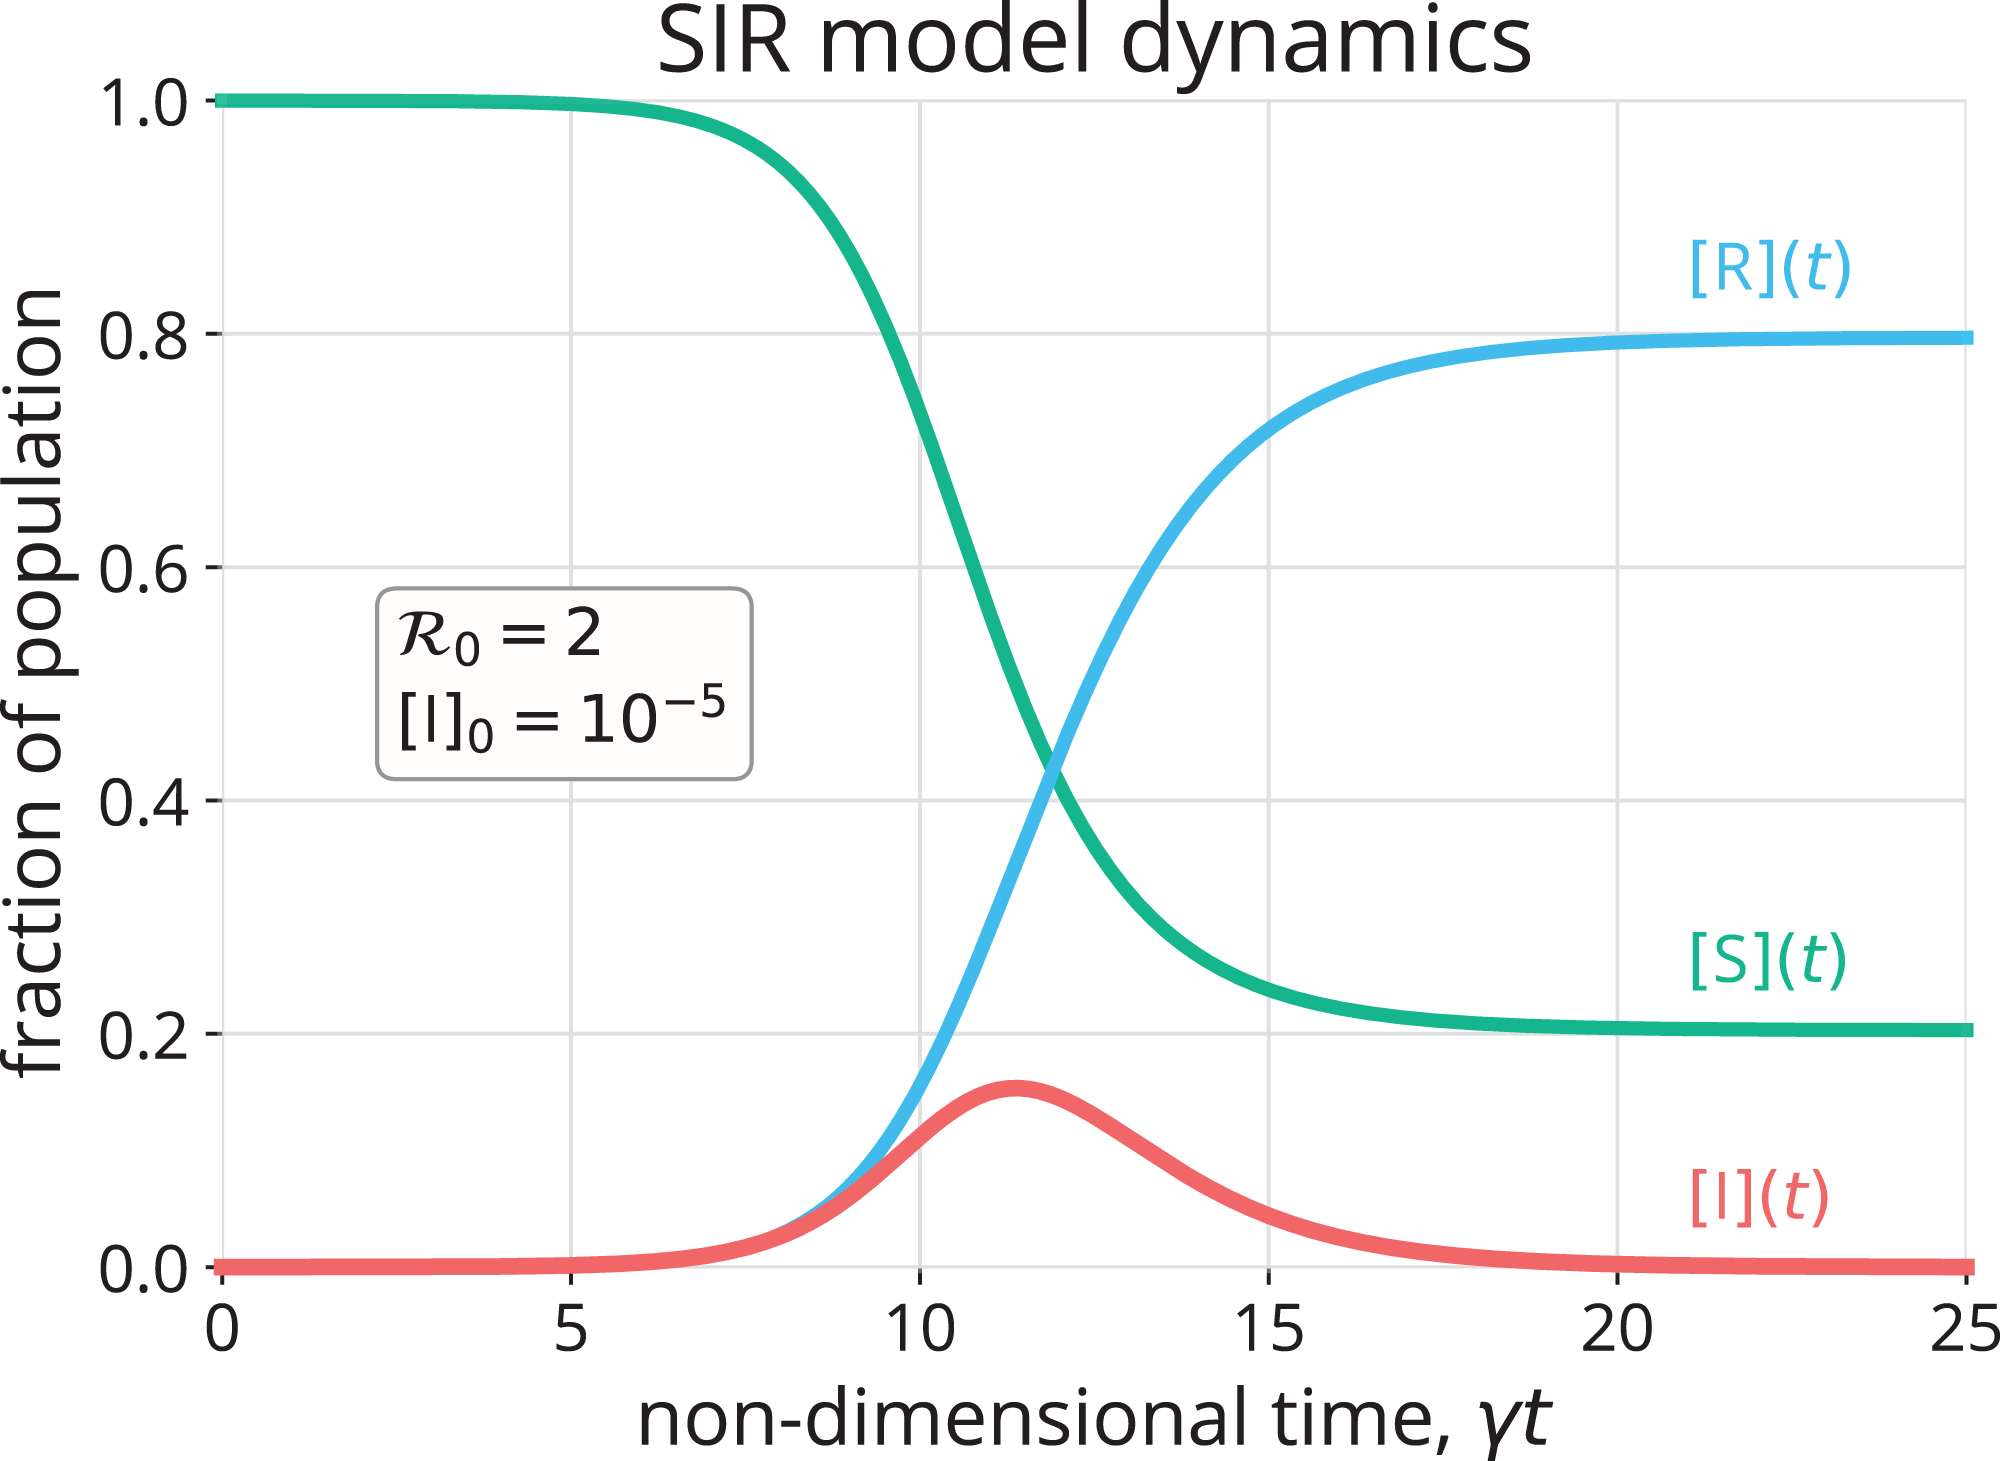 SIR model dynamics
fraction of population
1.0
0.8
0.6
0.4
0.2
0.0
ℛ₀ = 2
[I]₀ = 10⁻⁵
[R](t)
[S](t)
[I](t)
0 5 10 15 20 25
non-dimensional time, γt